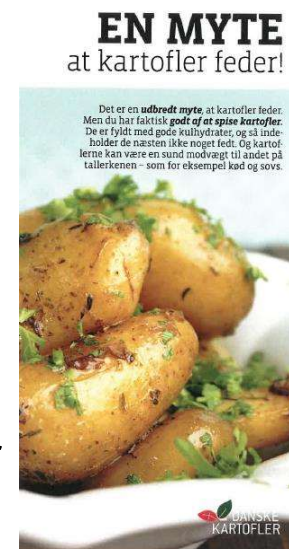 EN MYTE
at kartofler feder!
Det er en udbredt myte, at kartofler feder.
Men du har faktisk godt af at spise kartofler.
De er fyldt med gode kulhydrater, og så inde-
holder de næsten ikke noget fedt. Og kartof-
lerne kan være en sund modvægt til andet på
tallerkenen – som for eksempel kød og sovs.
DANSKE
KARTOFLER